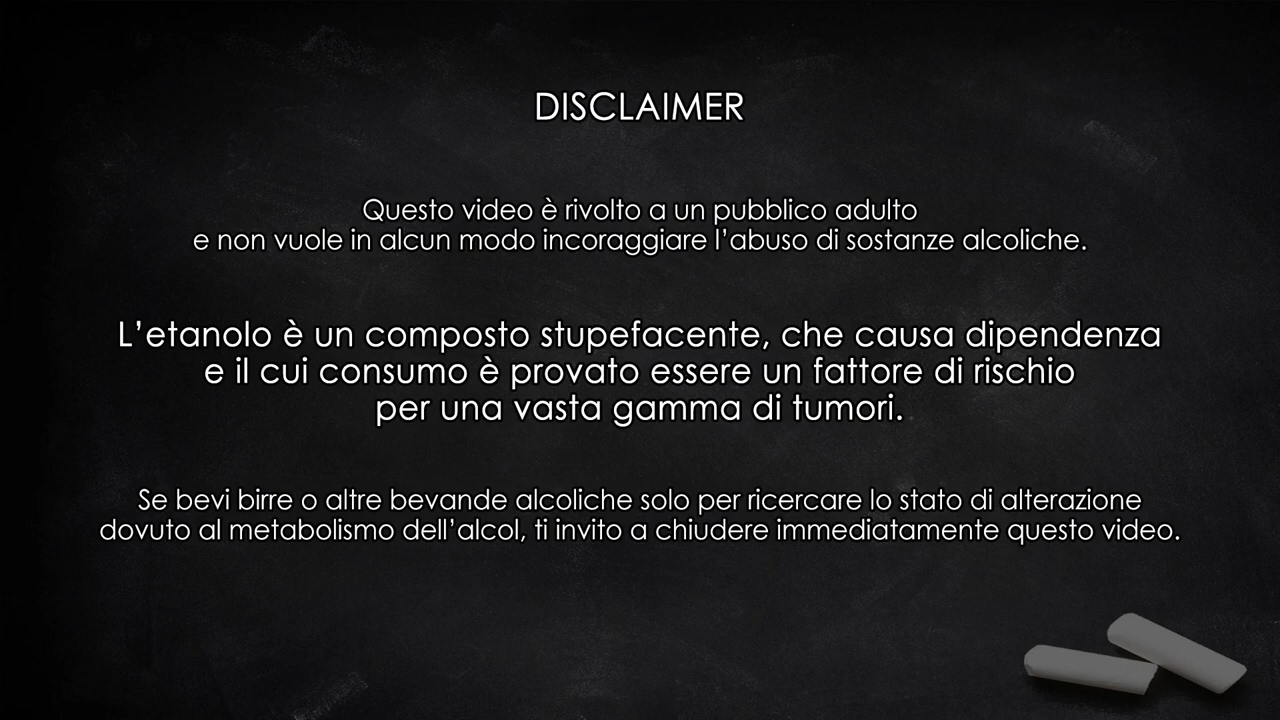 DISCLAIMER
Questo video è rivolto a un pubblico adulto
e non vuole in alcun modo incoraggiare l’abuso di sostanze alcoliche.
L’etanolo è un composto stupefacente, che causa dipendenza
e il cui consumo è provato essere un fattore di rischio
per una vasta gamma di tumori.
Se bevi birre o altre bevande alcoliche solo per ricercare lo stato di alterazione
dovuto al metabolismo dell’alcol, ti invito a chiudere immediatamente questo video.